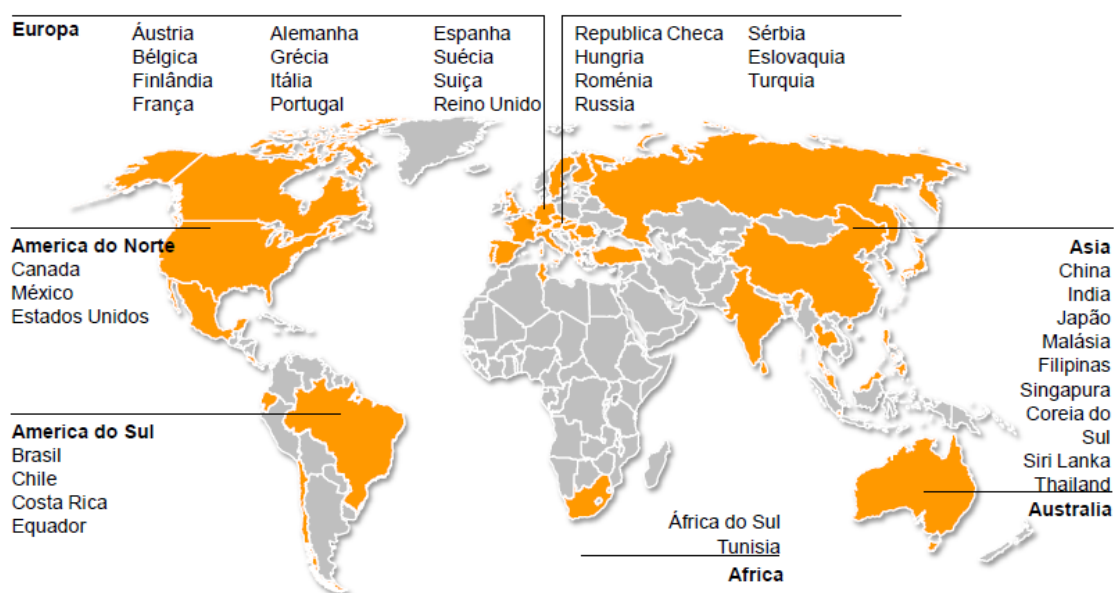 Europa
Áustria
Bélgica
Finlândia
França
Alemanha
Grécia
Itália
Portugal
Espanha
Suécia
Suiça
Reino Unido
Republica Checa
Hungria
Roménia
Russia
Sérbia
Eslovaquia
Turquia
America do Norte
Canada
México
Estados Unidos
Asia
China
India
Japão
Malásia
Filipinas
Singapura
Coreia do
Sul
Siri Lanka
Thailand
Australia
America do Sul
Brasil
Chile
Costa Rica
Equador
África do Sul
Tunisia
Africa